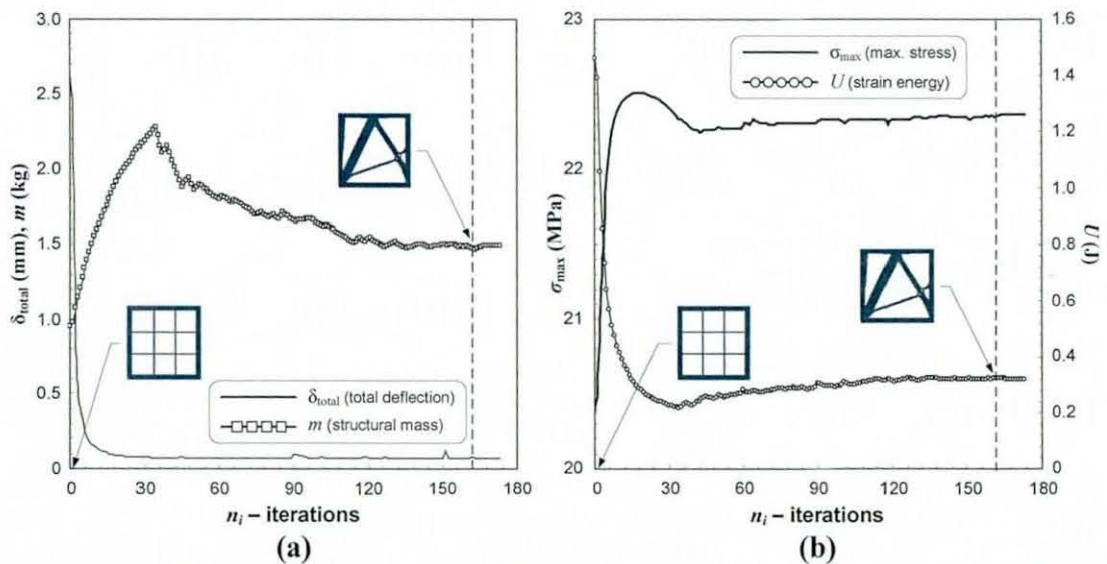 3.0
2.5
2.0
1.5
1.0
0.5
0
δtotal (mm), m (kg)
δtotal (total deflection)
m (structural mass)
0 30 60 90 120 150 180
ni – iterations
(a)
23
22
21
20
σmax (MPa)
σmax (max. stress)
U (strain energy)
1.6
1.4
1.2
1.0
0.8
0.6
0.4
0.2
0
U (J)
0 30 60 90 120 150 180
ni – iterations
(b)